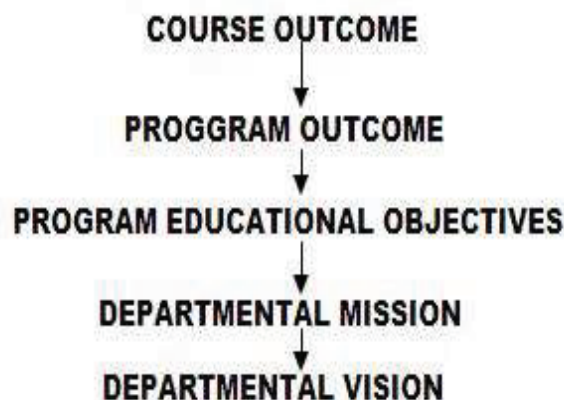 COURSE OUTCOME
PROGGRAM OUTCOME
PROGRAM EDUCATIONAL OBJECTIVES
DEPARTMENTAL MISSION
DEPARTMENTAL VISION